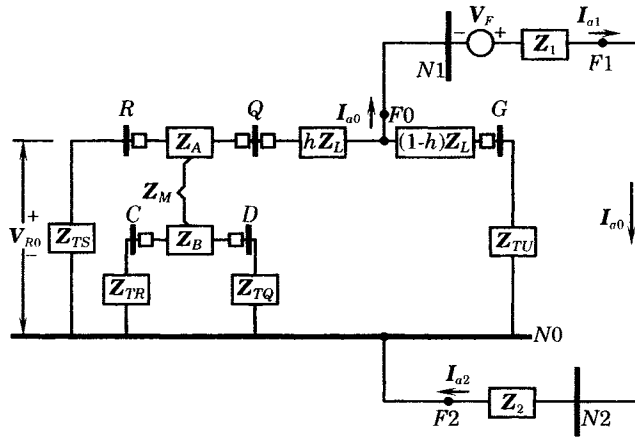 V_F
I_a1
Z_1
N1
F1
R
Q
I_a0
F0
G
Z_A
hZ_L
(1-h)Z_L
Z_M
V_R0
+
−
Z_TS
C
Z_B
D
Z_TU
I_a0
Z_TR
Z_TQ
N0
I_a2
Z_2
F2
N2